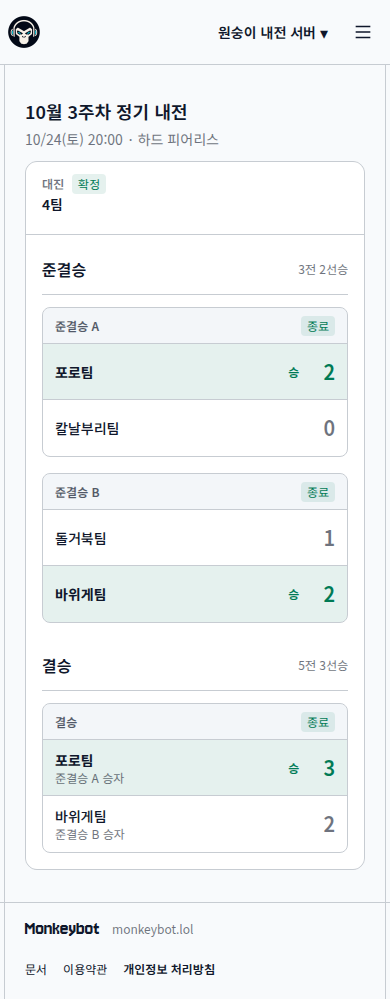 원숭이 내전 서버 ▼
10월 3주차 정기 내전
10/24(토) 20:00 · 하드 피어리스
대진 확정
4팀
준결승 3전 2선승
준결승 A 종료
포로팀 승 2
칼날부리팀 0
준결승 B 종료
돌거북팀 1
바위게팀 승 2
결승 5전 3선승
결승 종료
포로팀 승 3
준결승 A 승자
바위게팀 2
준결승 B 승자
Monkeybot monkeybot.lol
문서 이용약관 개인정보 처리방침